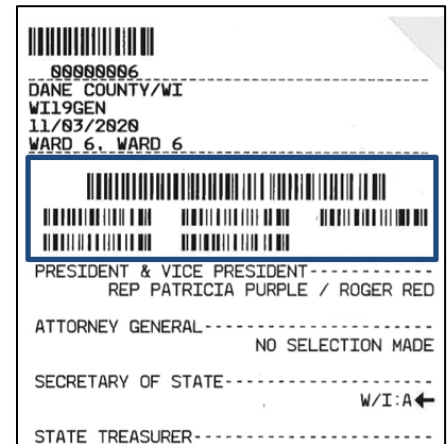 00000006
DANE COUNTY/WI
WI19GEN
11/03/2020
WARD 6, WARD 6
PRESIDENT & VICE PRESIDENT------------
REP PATRICIA PURPLE / ROGER RED
ATTORNEY GENERAL----------------------
NO SELECTION MADE
SECRETARY OF STATE--------------------
W/I:A←
STATE TREASURER-----------------------